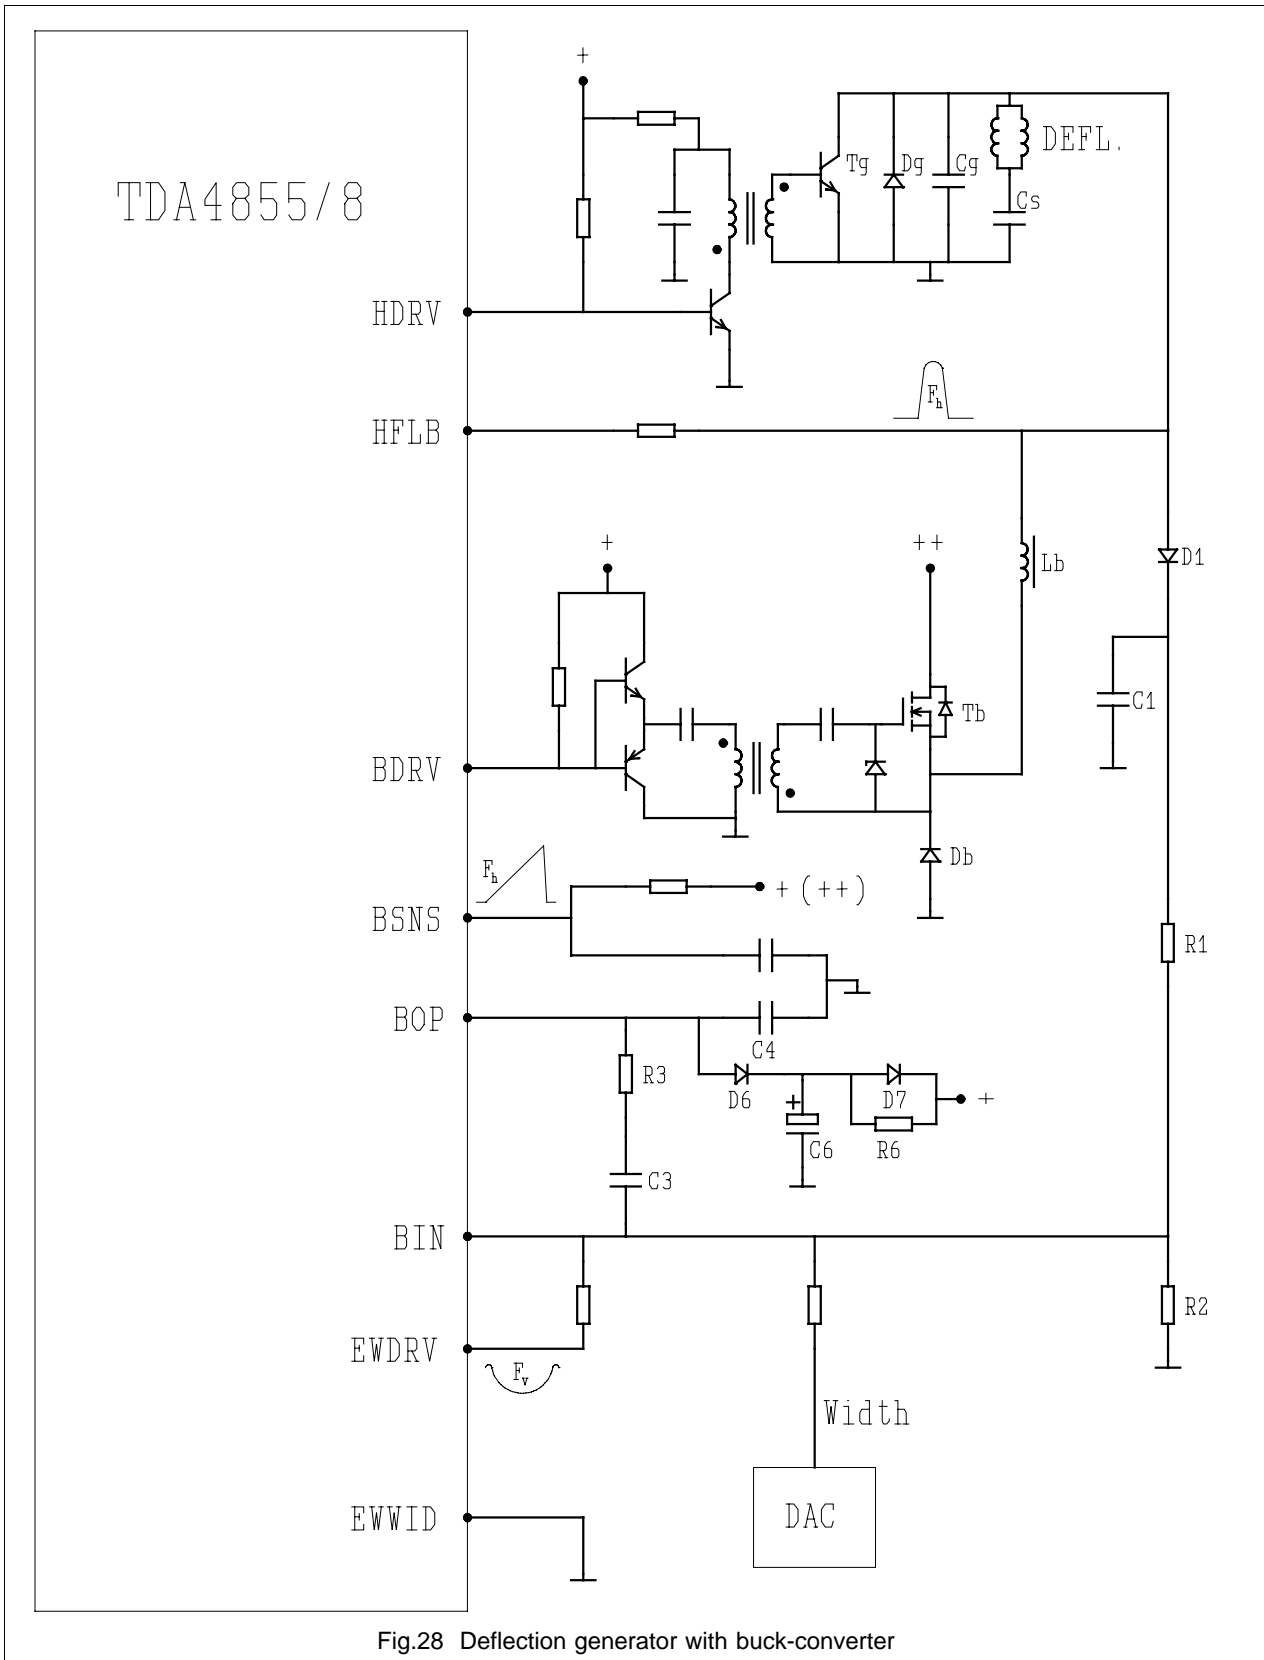 +
DEFL.
Tg
Dg
Cg
Cs
TDA4855/8
HDRV
Fh
HFLB
+
++
Lb
D1
C1
Tb
BDRV
Db
Fh
+(++)
BSNS
R1
BOP
C4
R3
D6
D7
+
+
C6
R6
C3
BIN
R2
EWDRV
Fv
Width
EWWID
DAC
Fig.28 Deflection generator with buck-converter